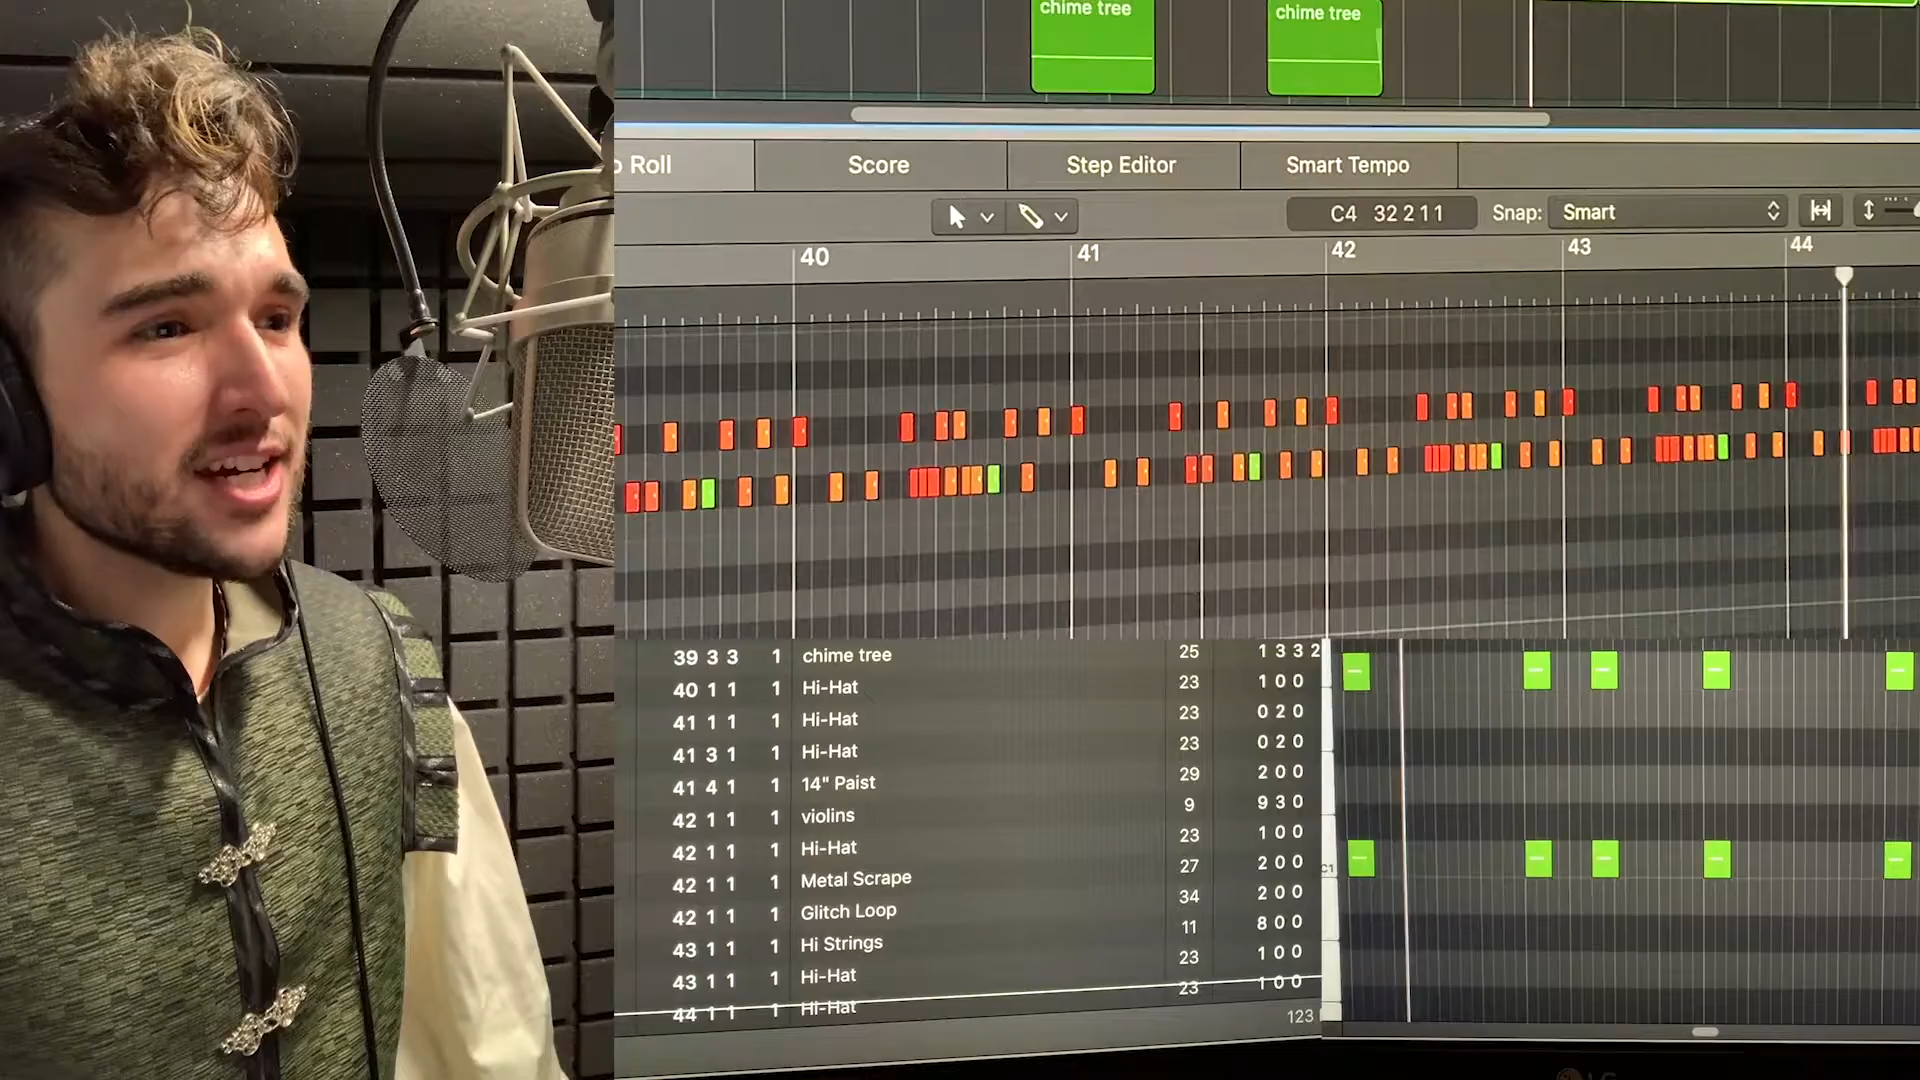 chime tree
chime tree
Roll
Score
Step Editor
Smart Tempo
C4 32 2 1 1
Snap: Smart
40
41
42
43
44
39 3 3 1 chime tree 25 1 3 3 2
40 1 1 1 Hi-Hat 23 1 0 0
41 1 1 1 Hi-Hat 23 0 2 0
41 3 1 1 Hi-Hat 23 0 2 0
41 4 1 1 14" Paist 29 2 0 0
42 1 1 1 violins 9 9 3 0
42 1 1 1 Hi-Hat 23 1 0 0
42 1 1 1 Metal Scrape 27 2 0 0
42 1 1 1 Glitch Loop 34 2 0 0
43 1 1 1 Hi Strings 11 8 0 0
43 1 1 1 Hi-Hat 23 1 0 0
44 1 1 1 Hi-Hat 23 1 0 0
123
C1
LG